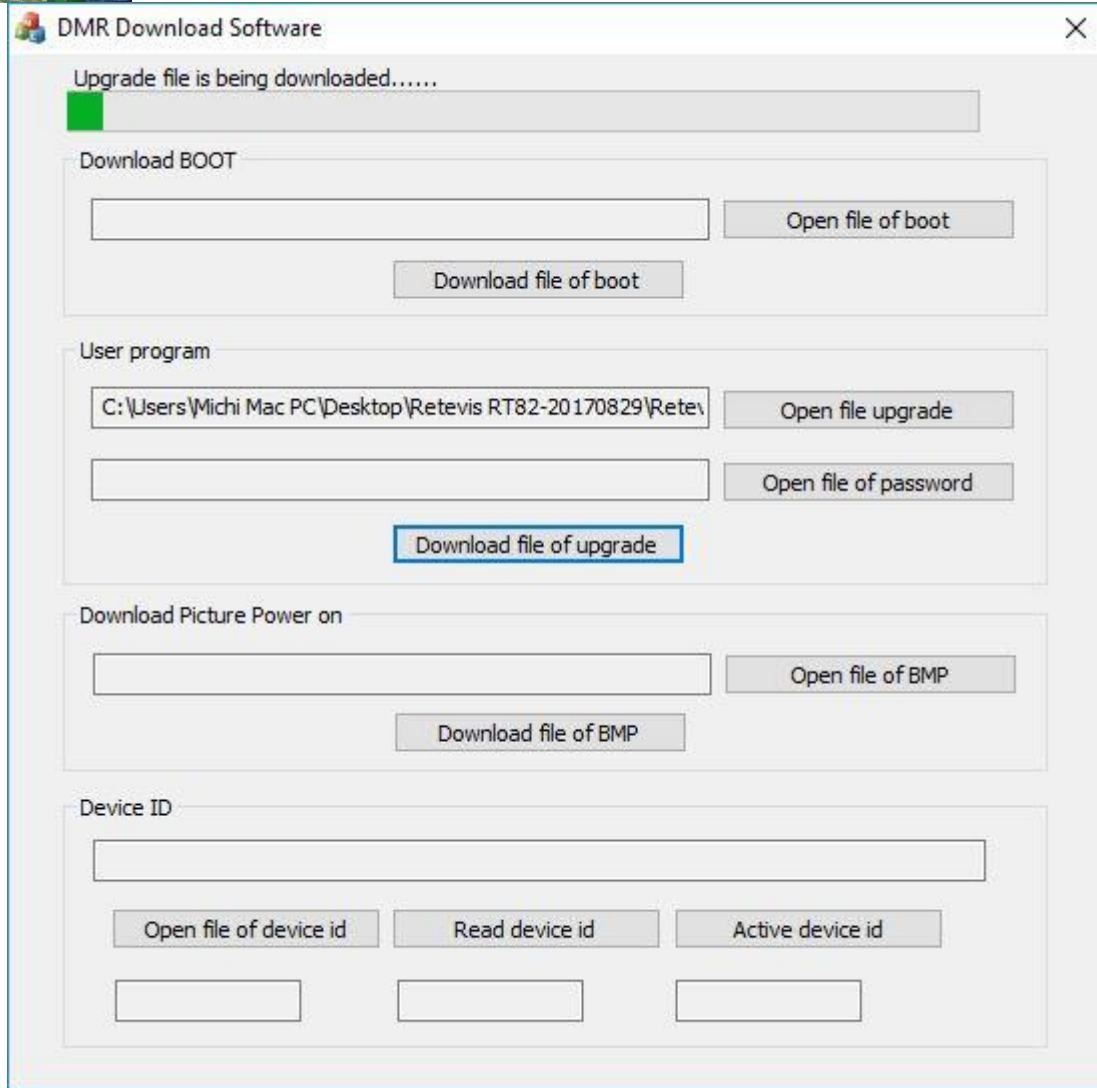 DMR Download Software
Upgrade file is being downloaded......
Download BOOT
Open file of boot
Download file of boot
User program
C:\Users\Michi Mac PC\Desktop\Retevis RT82-20170829\Retev
Open file upgrade
Open file of password
Download file of upgrade
Download Picture Power on
Open file of BMP
Download file of BMP
Device ID
Open file of device id Read device id Active device id